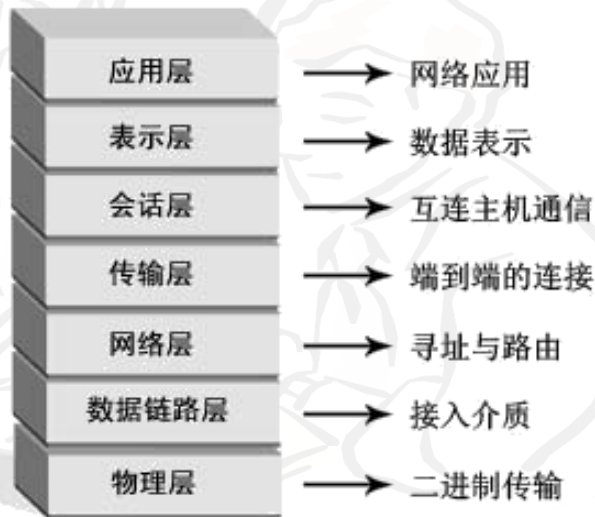 应用层 网络应用
表示层 数据表示
会话层 互连主机通信
传输层 端到端的连接
网络层 寻址与路由
数据链路层 接入介质
物理层 二进制传输